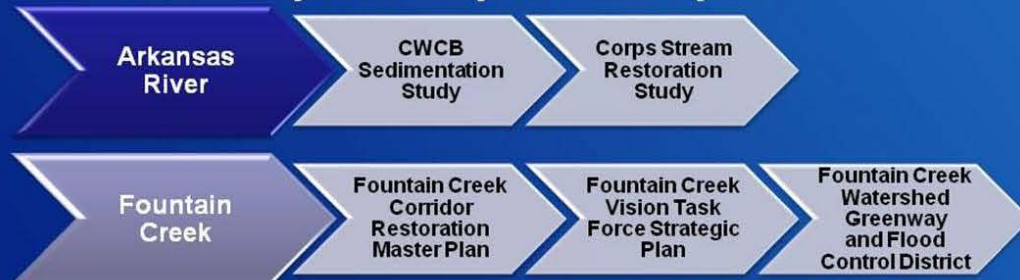 Arkansas
River
CWCB
Sedimentation
Study
Corps Stream
Restoration
Study
Fountain
Creek
Fountain Creek
Corridor
Restoration
Master Plan
Fountain Creek
Vision Task
Force Strategic
Plan
Fountain Creek
Watershed
Greenway
and Flood
Control District